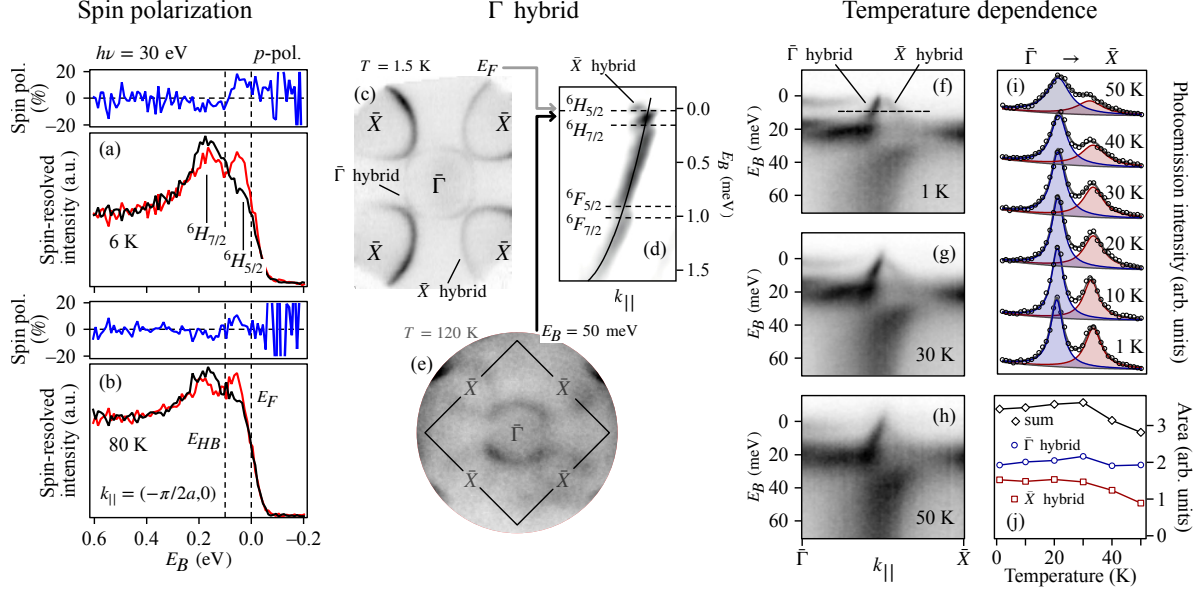 Spin polarization
Γ hybrid
Temperature dependence
hν = 30 eV
p-pol.
Spin pol. (%)
20
0
−20
(a)
Spin-resolved intensity (a.u.)
6 K
⁶H₇/₂
⁶H₅/₂
Spin pol. (%)
20
0
−20
(b)
Spin-resolved intensity (a.u.)
80 K
E_HB
E_F
k_|| = (−π/2a,0)
0.6
0.4
0.2
0.0
−0.2
E_B (eV)
T = 1.5 K
E_F
(c)
X̄
X̄
Γ̄ hybrid
Γ̄
X̄
X̄
X̄ hybrid
X̄ hybrid
⁶H₅/₂
⁶H₇/₂
⁶F₅/₂
⁶F₇/₂
(d)
0.0
0.5
1.0
1.5
E_B (meV)
k_||
T = 120 K
E_B = 50 meV
(e)
X̄
X̄
Γ̄
X̄
X̄
Γ̄ hybrid
X̄ hybrid
(f)
E_B (meV)
0
20
40
60
1 K
(g)
E_B (meV)
0
20
40
60
30 K
(h)
E_B (meV)
0
20
40
60
50 K
Γ̄
k_||
X̄
Γ̄ → X̄
(i)
50 K
40 K
30 K
20 K
10 K
1 K
Photoemission intensity (arb. units)
sum
Γ̄ hybrid
X̄ hybrid
(j)
3
2
1
0
Area (arb. units)
0
20
40
Temperature (K)